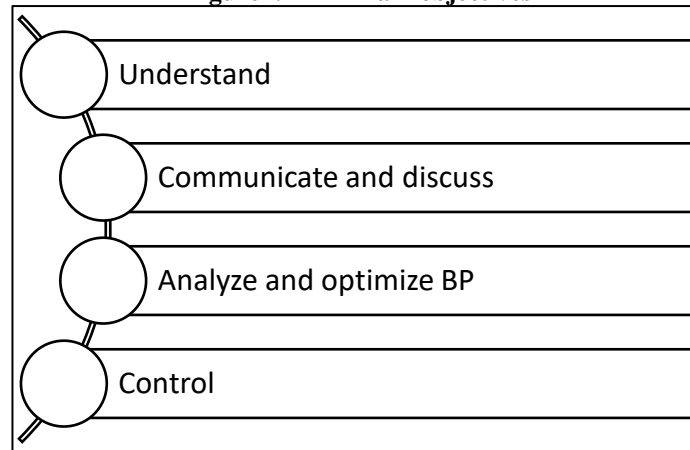 Understand
Communicate and discuss
Analyze and optimize BP
Control